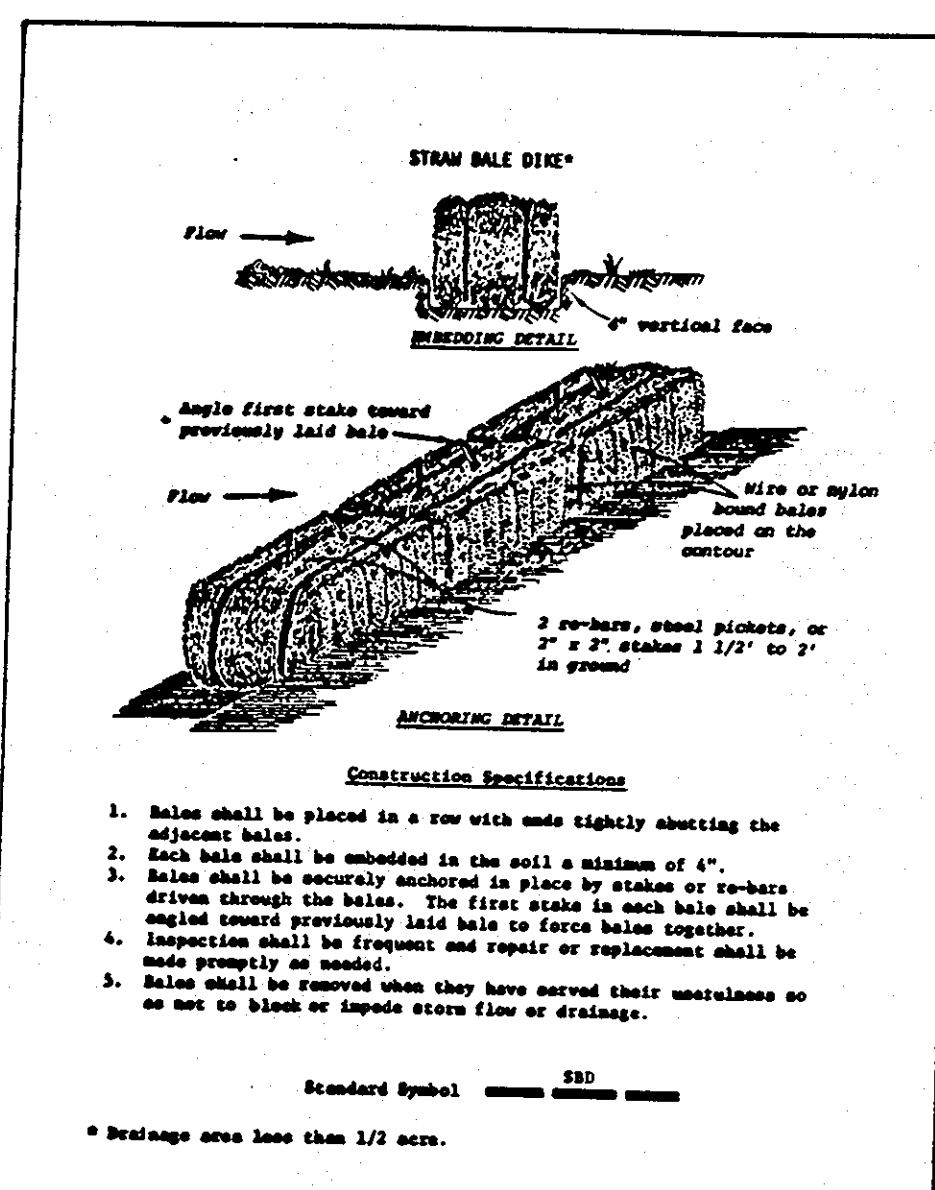 STRAW BALE DIKE*
Flow
6" vertical face
EMBEDDING DETAIL
* Angle first stake toward
previously laid bale
Flow
Wire or nylon
bound bales
placed on the
contour
2 re-bars, steel pickets, or
2" x 2" stakes 1 1/2' to 2'
in ground
ANCHORING DETAIL
Construction Specifications
1. Bales shall be placed in a row with ends tightly abutting the
adjacent bales.
2. Each bale shall be embedded in the soil a minimum of 4".
3. Bales shall be securely anchored in place by stakes or re-bars
driven through the bales. The first stake in each bale shall be
angled toward previously laid bale to force bales together.
4. Inspection shall be frequent and repair or replacement shall be
made promptly as needed.
5. Bales shall be removed when they have served their usefulness so
as not to block or impede storm flow or drainage.
Standard Symbol SBD
* Drainage area less than 1/2 acre.